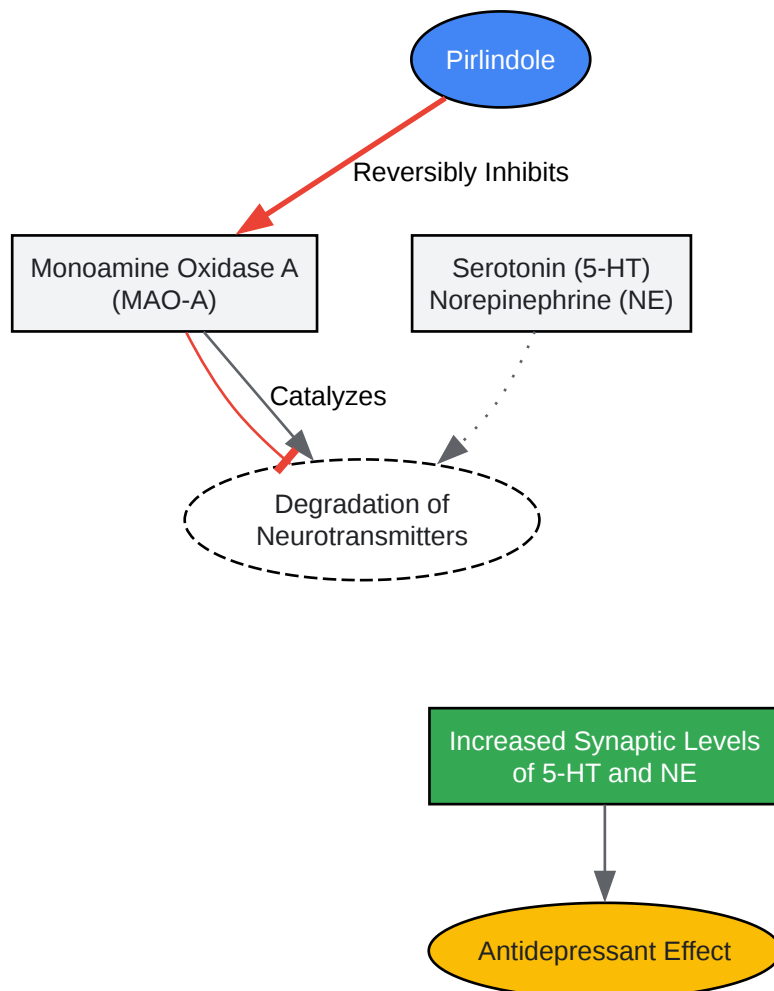 Pirlindole
Reversibly Inhibits
Monoamine Oxidase A
(MAO-A)
Serotonin (5-HT)
Norepinephrine (NE)
Catalyzes
Degradation of
Neurotransmitters
Increased Synaptic Levels
of 5-HT and NE
Antidepressant Effect